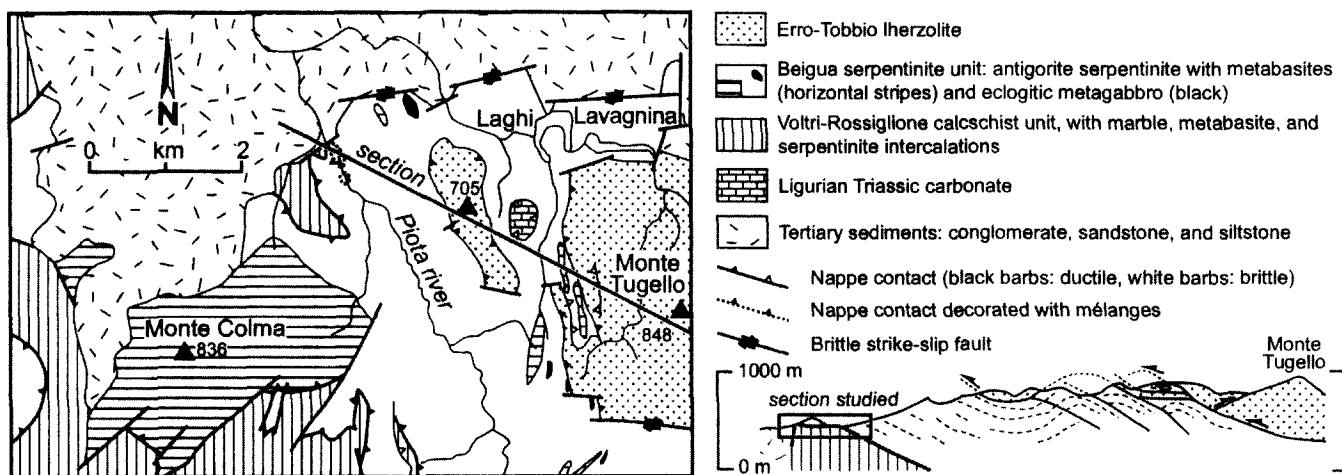 N
0 km 2
section
705
Laghi Lavagnina
Piota river
Monte
Tugello
848
Monte Colma
836
Erro-Tobbio lherzolite
Beigua serpentinite unit: antigorite serpentinite with metabasites
(horizontal stripes) and eclogitic metagabbro (black)
Voltri-Rossiglione calcschist unit, with marble, metabasite, and
serpentinite intercalations
Ligurian Triassic carbonate
Tertiary sediments: conglomerate, sandstone, and siltstone
Nappe contact (black barbs: ductile, white barbs: brittle)
Nappe contact decorated with mélanges
Brittle strike-slip fault
Monte
Tugello
1000 m
section studied
0 m